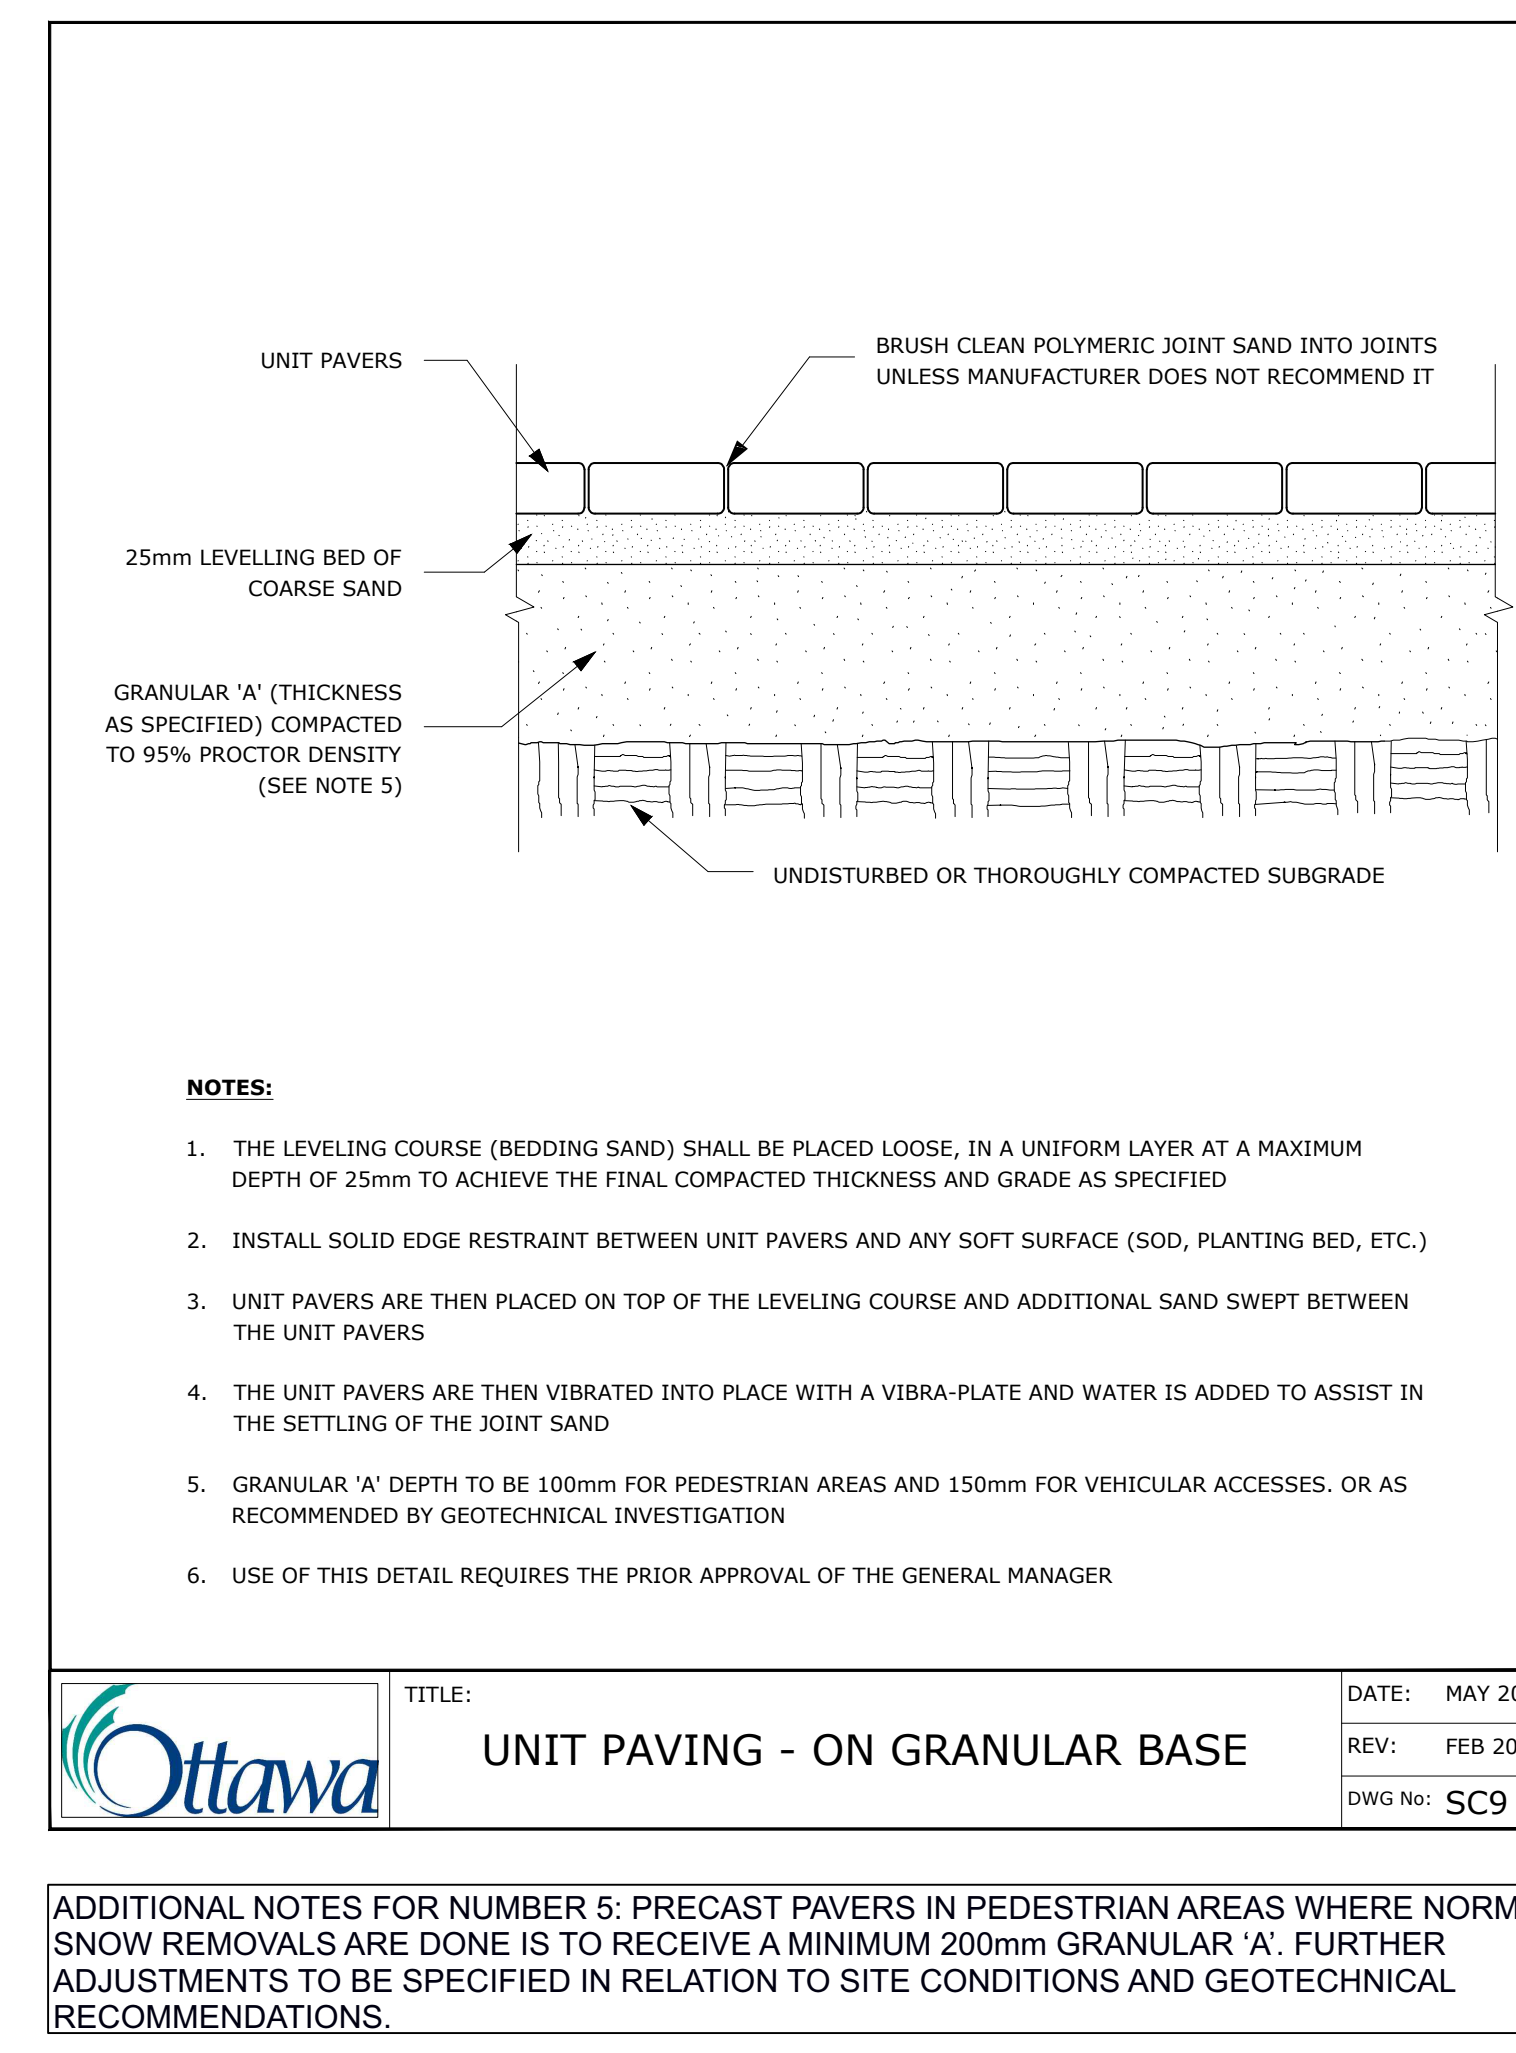 UNIT PAVERS
BRUSH CLEAN POLYMERIC JOINT SAND INTO JOINTS
UNLESS MANUFACTURER DOES NOT RECOMMEND IT
25mm LEVELLING BED OF
COARSE SAND
GRANULAR 'A' (THICKNESS
AS SPECIFIED) COMPACTED
TO 95% PROCTOR DENSITY
(SEE NOTE 5)
UNDISTURBED OR THOROUGHLY COMPACTED SUBGRADE
NOTES:
1. THE LEVELING COURSE (BEDDING SAND) SHALL BE PLACED LOOSE, IN A UNIFORM LAYER AT A MAXIMUM
DEPTH OF 25mm TO ACHIEVE THE FINAL COMPACTED THICKNESS AND GRADE AS SPECIFIED
2. INSTALL SOLID EDGE RESTRAINT BETWEEN UNIT PAVERS AND ANY SOFT SURFACE (SOD, PLANTING BED, ETC.)
3. UNIT PAVERS ARE THEN PLACED ON TOP OF THE LEVELING COURSE AND ADDITIONAL SAND SWEPT BETWEEN
THE UNIT PAVERS
4. THE UNIT PAVERS ARE THEN VIBRATED INTO PLACE WITH A VIBRA-PLATE AND WATER IS ADDED TO ASSIST IN
THE SETTLING OF THE JOINT SAND
5. GRANULAR 'A' DEPTH TO BE 100mm FOR PEDESTRIAN AREAS AND 150mm FOR VEHICULAR ACCESSES. OR AS
RECOMMENDED BY GEOTECHNICAL INVESTIGATION
6. USE OF THIS DETAIL REQUIRES THE PRIOR APPROVAL OF THE GENERAL MANAGER
Ottawa
TITLE:
UNIT PAVING - ON GRANULAR BASE
DATE: MAY
REV: FEB
DWG No: SC9
ADDITIONAL NOTES FOR NUMBER 5: PRECAST PAVERS IN PEDESTRIAN AREAS WHERE
SNOW REMOVALS ARE DONE IS TO RECEIVE A MINIMUM 200mm GRANULAR ‘A’. FURTHER
ADJUSTMENTS TO BE SPECIFIED IN RELATION TO SITE CONDITIONS AND GEOTECHNICAL
RECOMMENDATIONS.